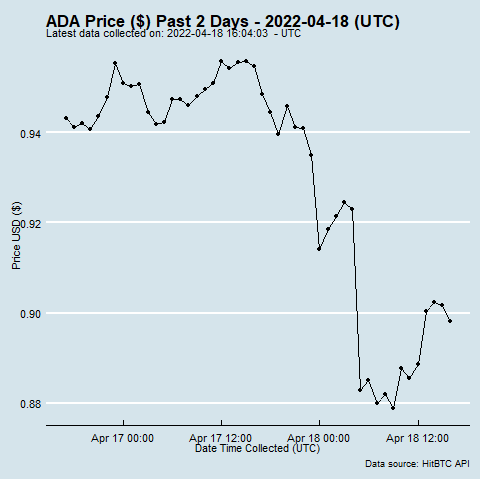 ADA Price ($) Past 2 Days - 2022-04-18 (UTC)
Latest data collected on: 2022-04-18 16:04:03 - UTC
Price USD ($)
0.94
0.92
0.90
0.88
Apr 17 00:00 Apr 17 12:00 Apr 18 00:00 Apr 18 12:00
Date Time Collected (UTC)
Data source: HitBTC API